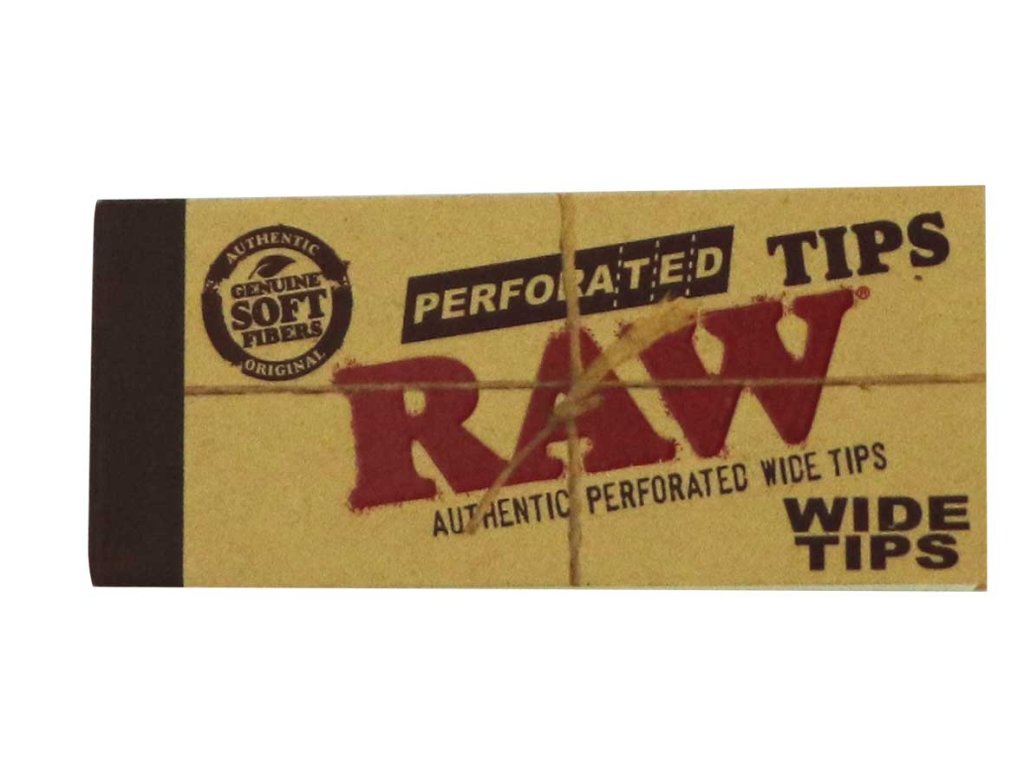 AUTHENTIC
GENUINE
SOFT
FIBERS
ORIGINAL
PERFORATED TIPS
RAW®
AUTHENTIC PERFORATED WIDE TIPS
WIDE
TIPS